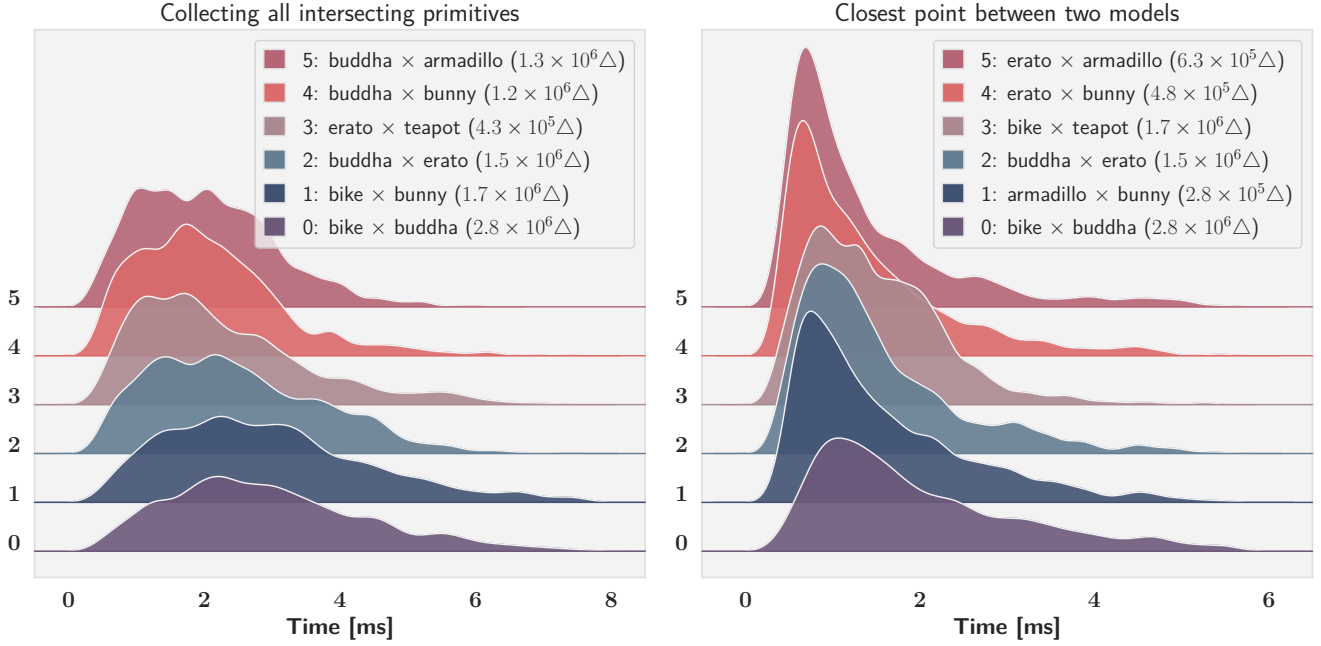 Collecting all intersecting primitives
5: buddha × armadillo (1.3 × 10⁶△)
4: buddha × bunny (1.2 × 10⁶△)
3: erato × teapot (4.3 × 10⁵△)
2: buddha × erato (1.5 × 10⁶△)
1: bike × bunny (1.7 × 10⁶△)
0: bike × buddha (2.8 × 10⁶△)
5
4
3
2
1
0
0 2 4 6 8
Time [ms]
Closest point between two models
5: erato × armadillo (6.3 × 10⁵△)
4: erato × bunny (4.8 × 10⁵△)
3: bike × teapot (1.7 × 10⁶△)
2: buddha × erato (1.5 × 10⁶△)
1: armadillo × bunny (2.8 × 10⁵△)
0: bike × buddha (2.8 × 10⁶△)
5
4
3
2
1
0
0 2 4 6
Time [ms]